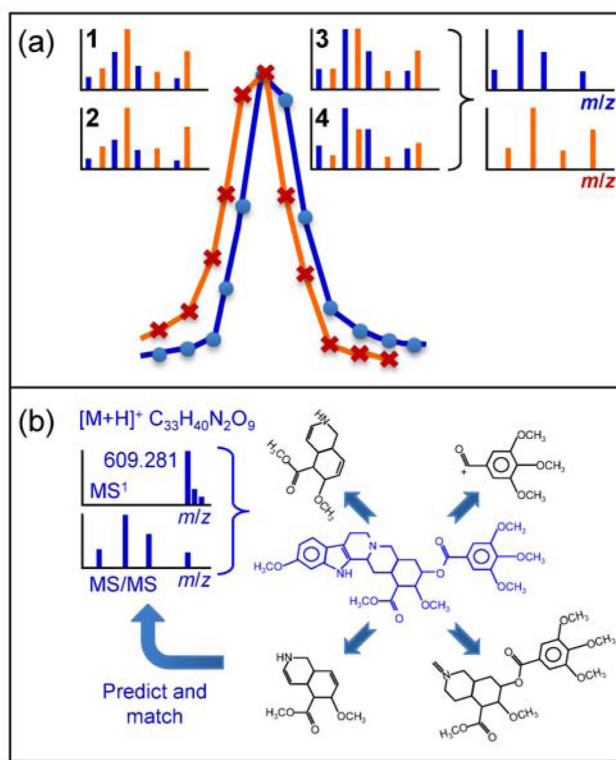 (a)
1
2
3
4
m/z
m/z
(b)
[M+H]⁺ C₃₃H₄₀N₂O₉
609.281
MS¹
m/z
MS/MS
m/z
Predict and
match
HN
H₃CO
O
OCH₃
O
+
OCH₃
OCH₃
OCH₃
H₃CO
NH
N
H₃CO
O
OCH₃
O
O
OCH₃
OCH₃
OCH₃
HN
H₃CO
O
OCH₃
N
+
H₃CO
O
OCH₃
O
O
OCH₃
OCH₃
OCH₃